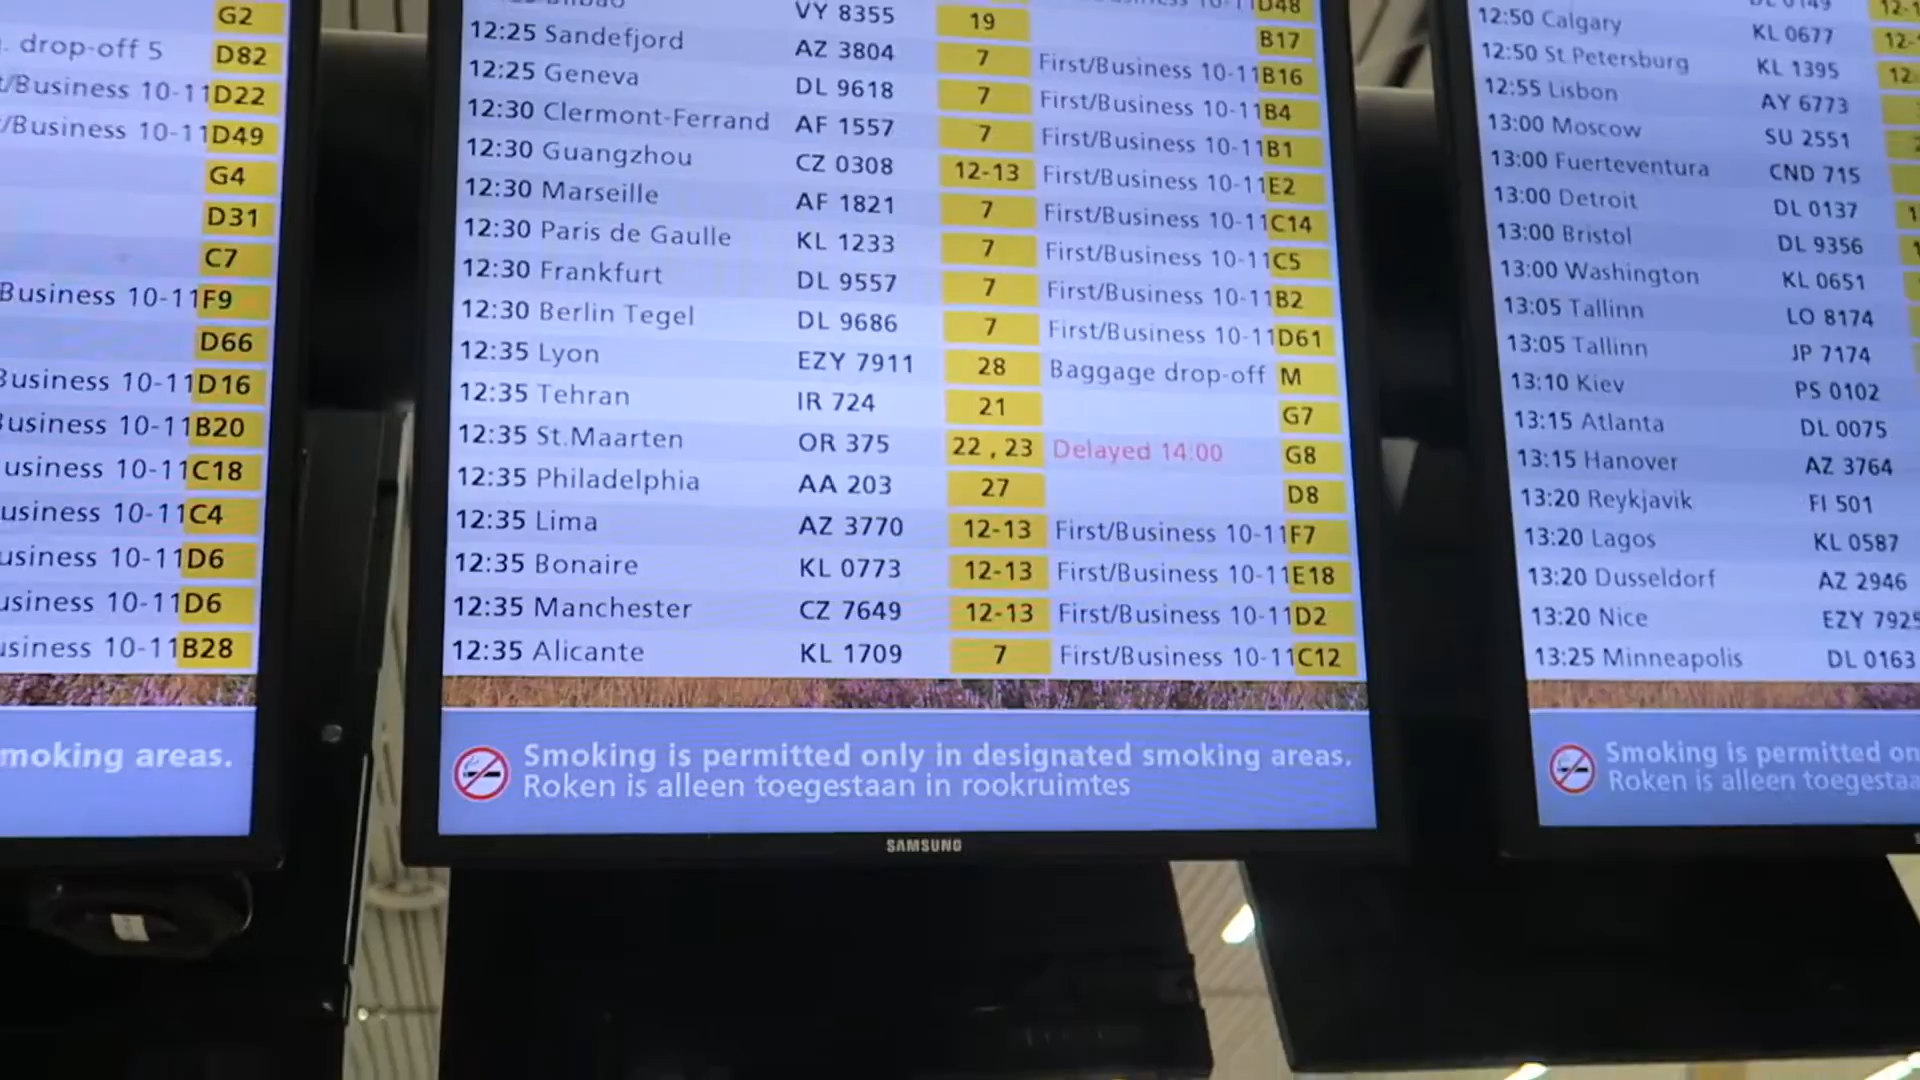 G2
drop-off 5 D82
/Business 10-11 D22
/Business 10-11 D49
G4
D31
C7
Business 10-11 F9
D66
Business 10-11 D16
usiness 10-11 B20
usiness 10-11 C18
usiness 10-11 C4
usiness 10-11 D6
usiness 10-11 D6
usiness 10-11 B28
moking areas.
VY 8355 19 D48
12:25 Sandefjord AZ 3804 7 B17
12:25 Geneva DL 9618 7 First/Business 10-11 B16
12:30 Clermont-Ferrand AF 1557 7 First/Business 10-11 B4
12:30 Guangzhou CZ 0308 12-13 First/Business 10-11 B1
12:30 Marseille AF 1821 7 First/Business 10-11 E2
12:30 Paris de Gaulle KL 1233 7 First/Business 10-11 C14
12:30 Frankfurt DL 9557 7 First/Business 10-11 C5
12:30 Berlin Tegel DL 9686 7 First/Business 10-11 B2
First/Business 10-11 D61
12:35 Lyon EZY 7911 28 Baggage drop-off M
12:35 Tehran IR 724 21 G7
12:35 St.Maarten OR 375 22 , 23 Delayed 14:00 G8
12:35 Philadelphia AA 203 27 D8
12:35 Lima AZ 3770 12-13 First/Business 10-11 F7
12:35 Bonaire KL 0773 12-13 First/Business 10-11 E18
12:35 Manchester CZ 7649 12-13 First/Business 10-11 D2
12:35 Alicante KL 1709 7 First/Business 10-11 C12
Smoking is permitted only in designated smoking areas.
Roken is alleen toegestaan in rookruimtes
SAMSUNG
12:50 Calgary KL 0677 12-
12:50 St Petersburg KL 1395 12
12:55 Lisbon AY 6773
13:00 Moscow SU 2551
13:00 Fuerteventura CND 715
13:00 Detroit DL 0137
13:00 Bristol DL 9356
13:00 Washington KL 0651
13:05 Tallinn LO 8174
13:05 Tallinn JP 7174
13:10 Kiev PS 0102
13:15 Atlanta DL 0075
13:15 Hanover AZ 3764
13:20 Reykjavik FI 501
13:20 Lagos KL 0587
13:20 Dusseldorf AZ 2946
13:20 Nice EZY 7925
13:25 Minneapolis DL 0163
Smoking is permitted on
Roken is alleen toegestaa